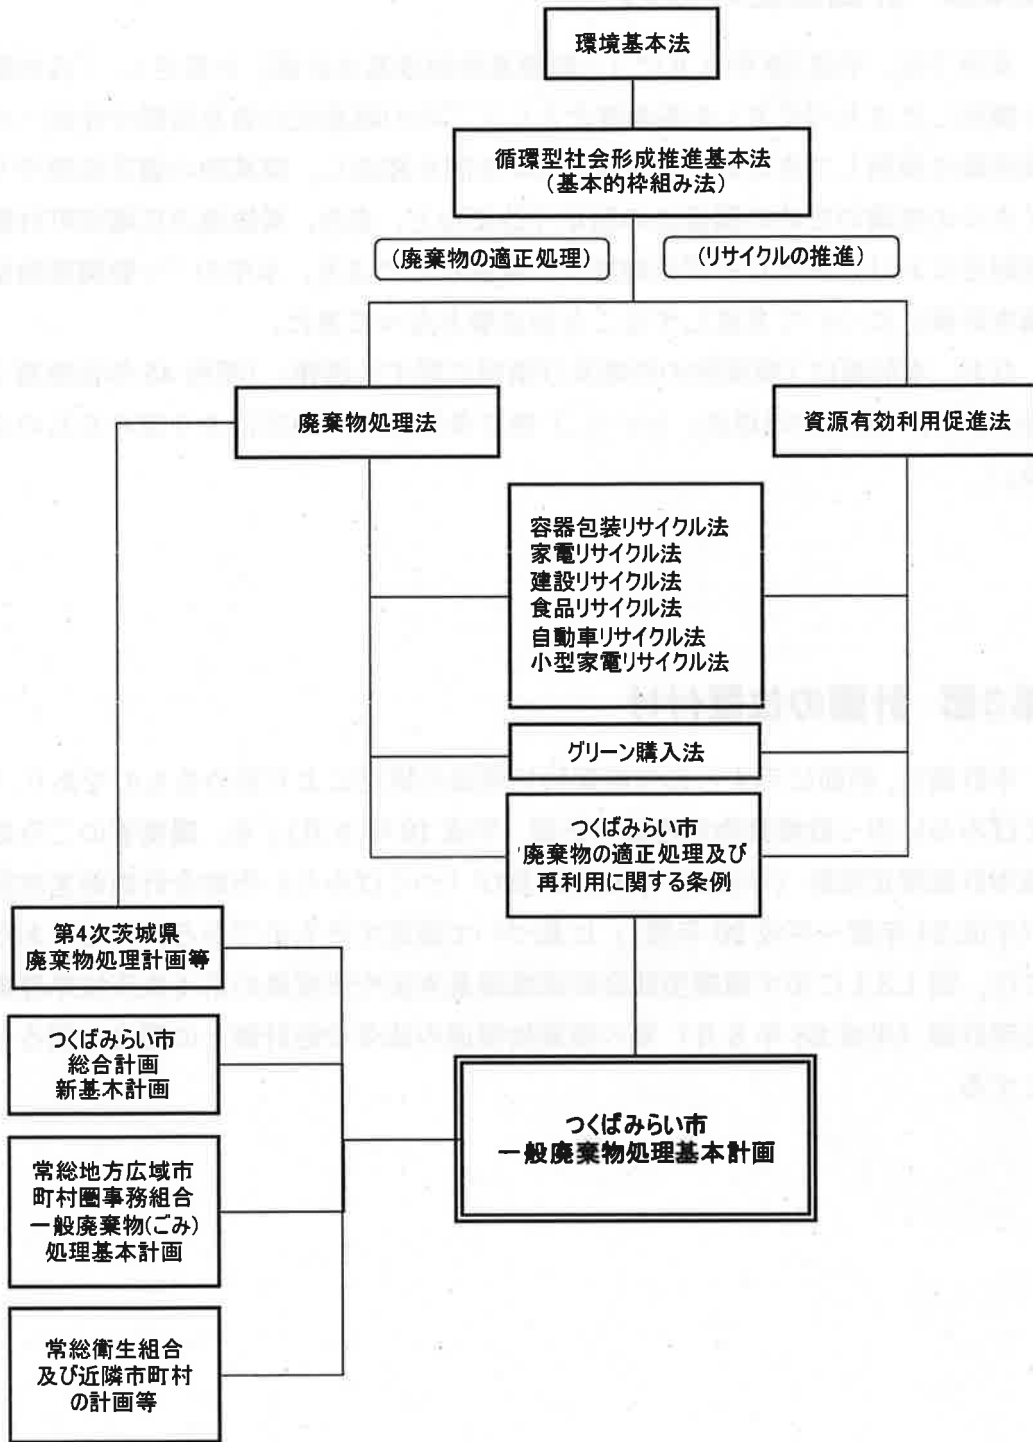 環境基本法
循環型社会形成推進基本法
(基本的枠組み法)
(廃棄物の適正処理)
(リサイクルの推進)
廃棄物処理法
資源有効利用促進法
容器包装リサイクル法
家電リサイクル法
建設リサイクル法
食品リサイクル法
自動車リサイクル法
小型家電リサイクル法
グリーン購入法
つくばみらい市
廃棄物の適正処理及び
再利用に関する条例
第4次茨城県
廃棄物処理計画等
つくばみらい市
総合計画
新基本計画
つくばみらい市
一般廃棄物処理基本計画
常総地方広域市
町村圏事務組合
一般廃棄物(ごみ)
処理基本計画
常総衛生組合
及び近隣市町村
の計画等